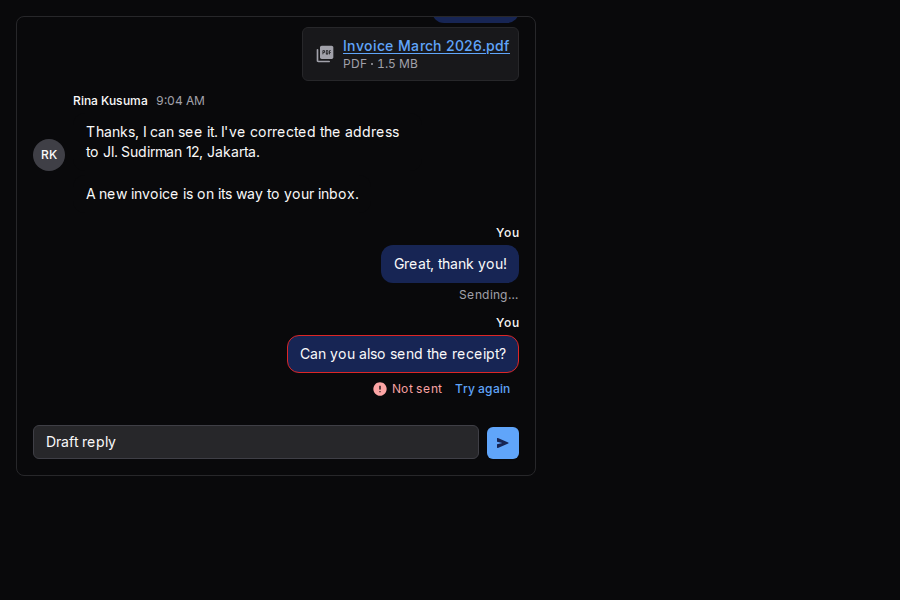 Invoice March 2026.pdf
PDF · 1.5 MB
Rina Kusuma 9:04 AM
Thanks, I can see it. I've corrected the address
to Jl. Sudirman 12, Jakarta.
RK
A new invoice is on its way to your inbox.
You
Great, thank you!
Sending...
You
Can you also send the receipt?
Not sent Try again
Draft reply